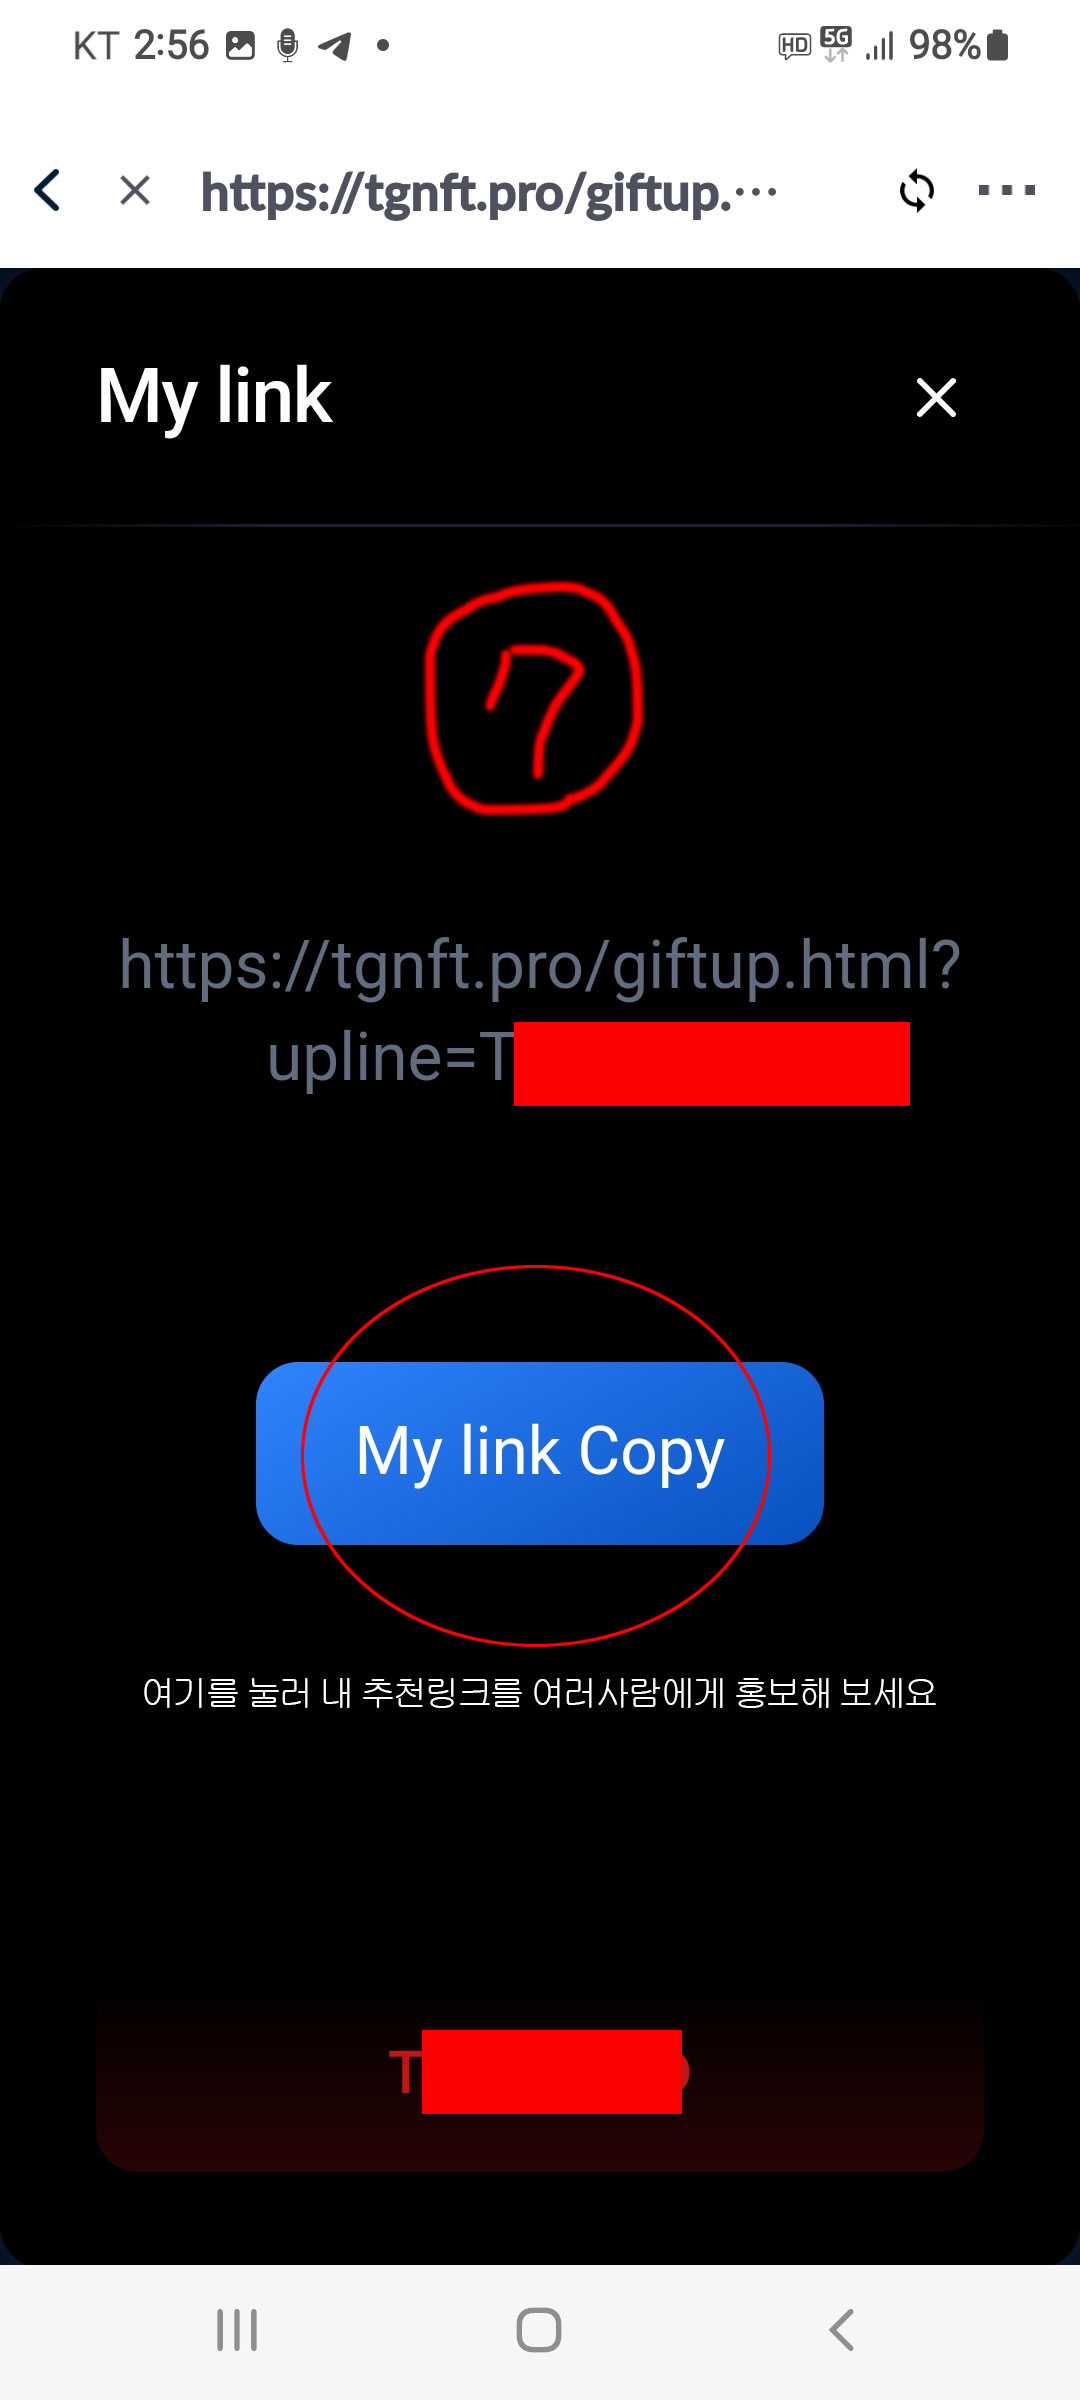 KT 2:56
HD 5G 98%
https://tgnft.pro/giftup.···
My link
7
https://tgnft.pro/giftup.html?
upline=T
My link Copy
여기를 눌러 내 추천링크를 여러사람에게 홍보해 보세요
T